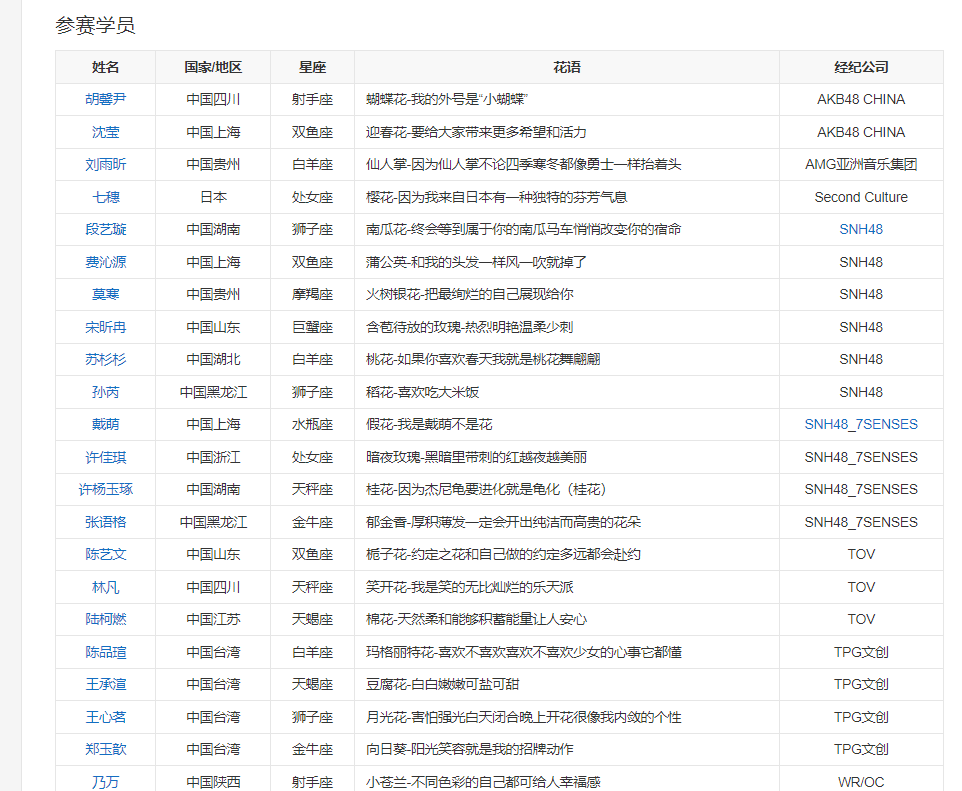 参赛学员
姓名 国家/地区 星座 花语 经纪公司
胡馨尹 中国四川 射手座 蝴蝶花-我的外号是“小蝴蝶” AKB48 CHINA
沈莹 中国上海 双鱼座 迎春花-要给大家带来更多希望和活力 AKB48 CHINA
刘雨昕 中国贵州 白羊座 仙人掌-因为仙人掌不论四季寒冬都像勇士一样抬着头 AMG亚洲音乐集团
七穗 日本 处女座 樱花-因为我来自日本有一种独特的芬芳气息 Second Culture
段艺璇 中国湖南 狮子座 南瓜花-终会等到属于你的南瓜马车悄悄改变你的宿命 SNH48
费沁源 中国上海 双鱼座 蒲公英-和我的头发一样风一吹就掉了 SNH48
莫寒 中国贵州 摩羯座 火树银花-把最绚烂的自己展现给你 SNH48
宋昕冉 中国山东 巨蟹座 含苞待放的玫瑰-热烈明艳温柔少刺 SNH48
苏杉杉 中国湖北 白羊座 桃花-如果你喜欢春天我就是桃花舞翩翩 SNH48
孙芮 中国黑龙江 狮子座 稻花-喜欢吃大米饭 SNH48
戴萌 中国上海 水瓶座 假花-我是戴萌不是花 SNH48_7SENSES
许佳琪 中国浙江 处女座 暗夜玫瑰-黑暗里带刺的红越夜越美丽 SNH48_7SENSES
许杨玉琢 中国湖南 天秤座 桂花-因为杰尼龟要进化就是龟化（桂花） SNH48_7SENSES
张语格 中国黑龙江 金牛座 郁金香-厚积薄发一定会开出纯洁而高贵的花朵 SNH48_7SENSES
陈艺文 中国山东 双鱼座 栀子花-约定之花和自己做的约定多远都会赴约 TOV
林凡 中国四川 天秤座 笑开花-我是笑的无比灿烂的乐天派 TOV
陆柯燃 中国江苏 天蝎座 棉花-天然柔和能够积蓄能量让人安心 TOV
陈品瑄 中国台湾 白羊座 玛格丽特花-喜欢不喜欢喜欢不喜欢少女的心事它都懂 TPG文创
王承渲 中国台湾 天蝎座 豆腐花-白白嫩嫩可盐可甜 TPG文创
王心茗 中国台湾 狮子座 月光花-害怕强光白天闭合晚上开花很像我内敛的个性 TPG文创
郑玉歆 中国台湾 金牛座 向日葵-阳光笑容就是我的招牌动作 TPG文创
乃万 中国陕西 射手座 小苍兰-不同色彩的自己都可给人幸福感 WR/OC